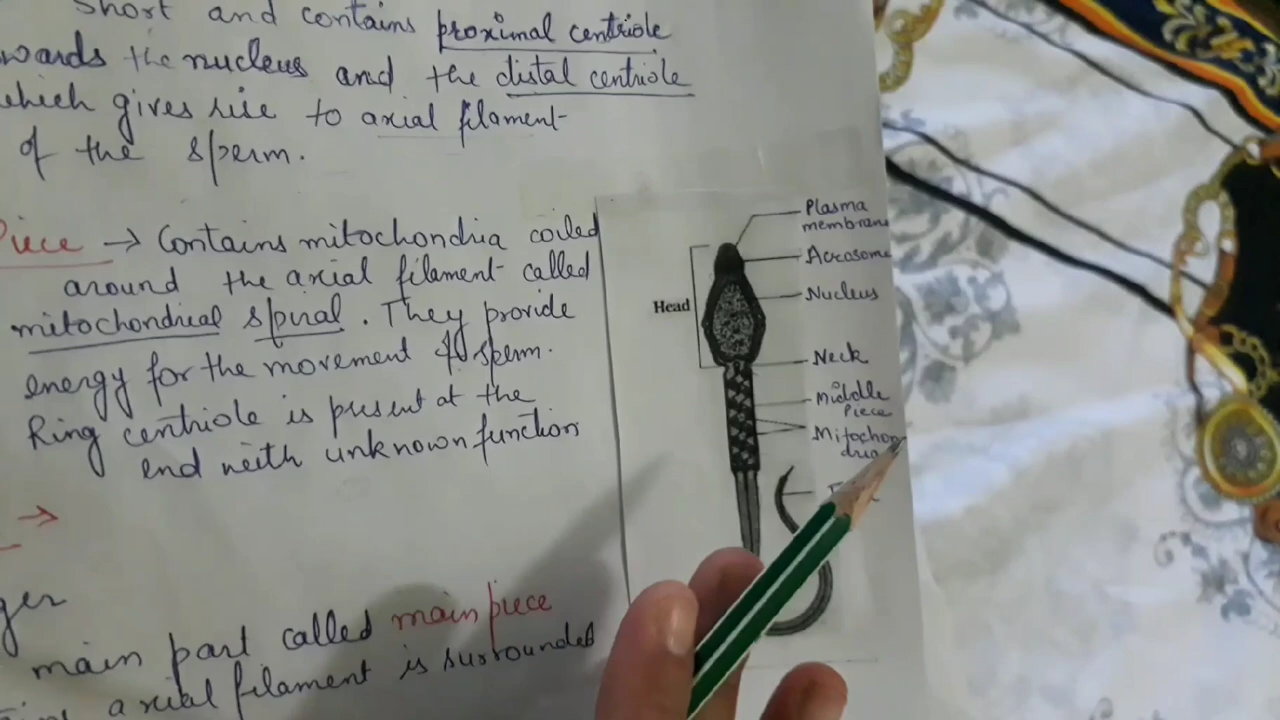 short and contains proximal centriole
wards the nucleus and the distal centriole
which gives rise to axial filament
of the sperm.
Piece → Contains mitochondria coiled
around the axial filament called
mitochondrial spiral. They provide
energy for the movement of sperm.
Ring centriole is present at the
end with unknown function
→
main part called main piece
axial filament is surrounded
Plasma
membrane
Acrosome
Head
Nucleus
Neck
Middle
Piece
Mitochon
dria